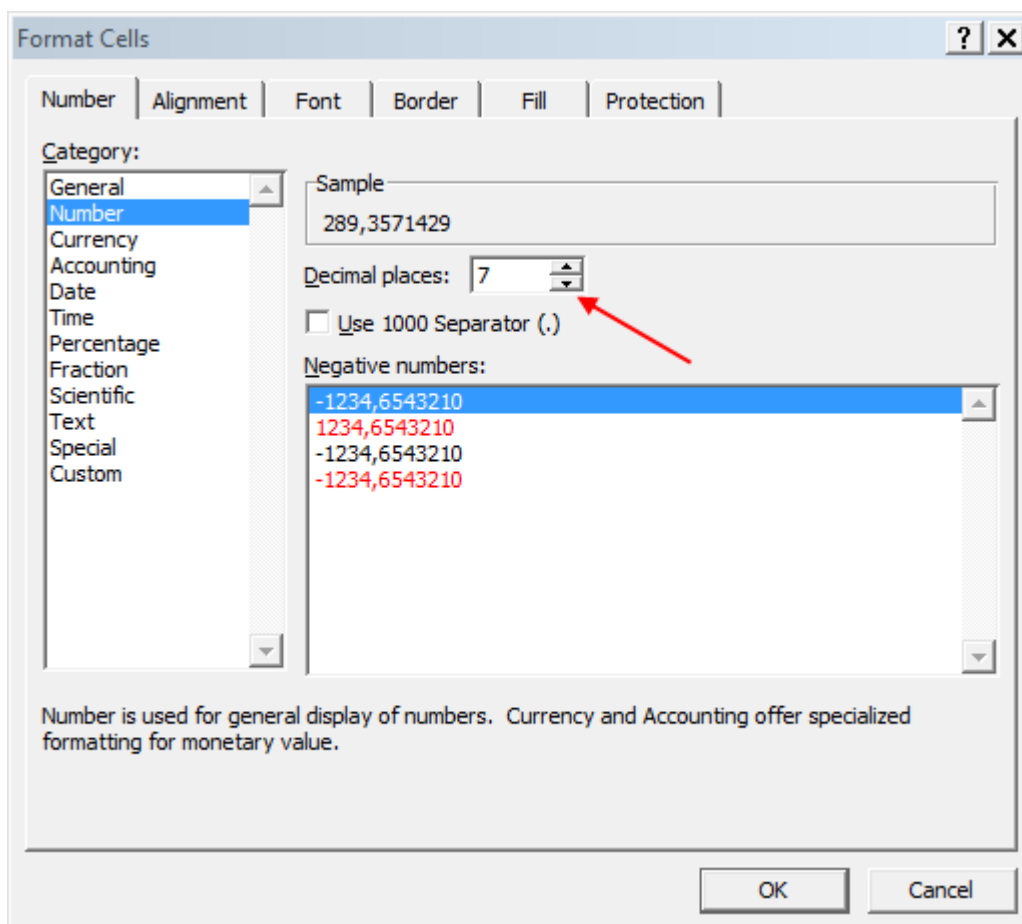 Format Cells
Number Alignment Font Border Fill Protection
Category:
General
Number
Currency
Accounting
Date
Time
Percentage
Fraction
Scientific
Text
Special
Custom
Sample
289,3571429
Decimal places: 7
Use 1000 Separator (.)
Negative numbers:
-1234,6543210
1234,6543210
-1234,6543210
-1234,6543210
Number is used for general display of numbers. Currency and Accounting offer specialized
formatting for monetary value.
OK Cancel